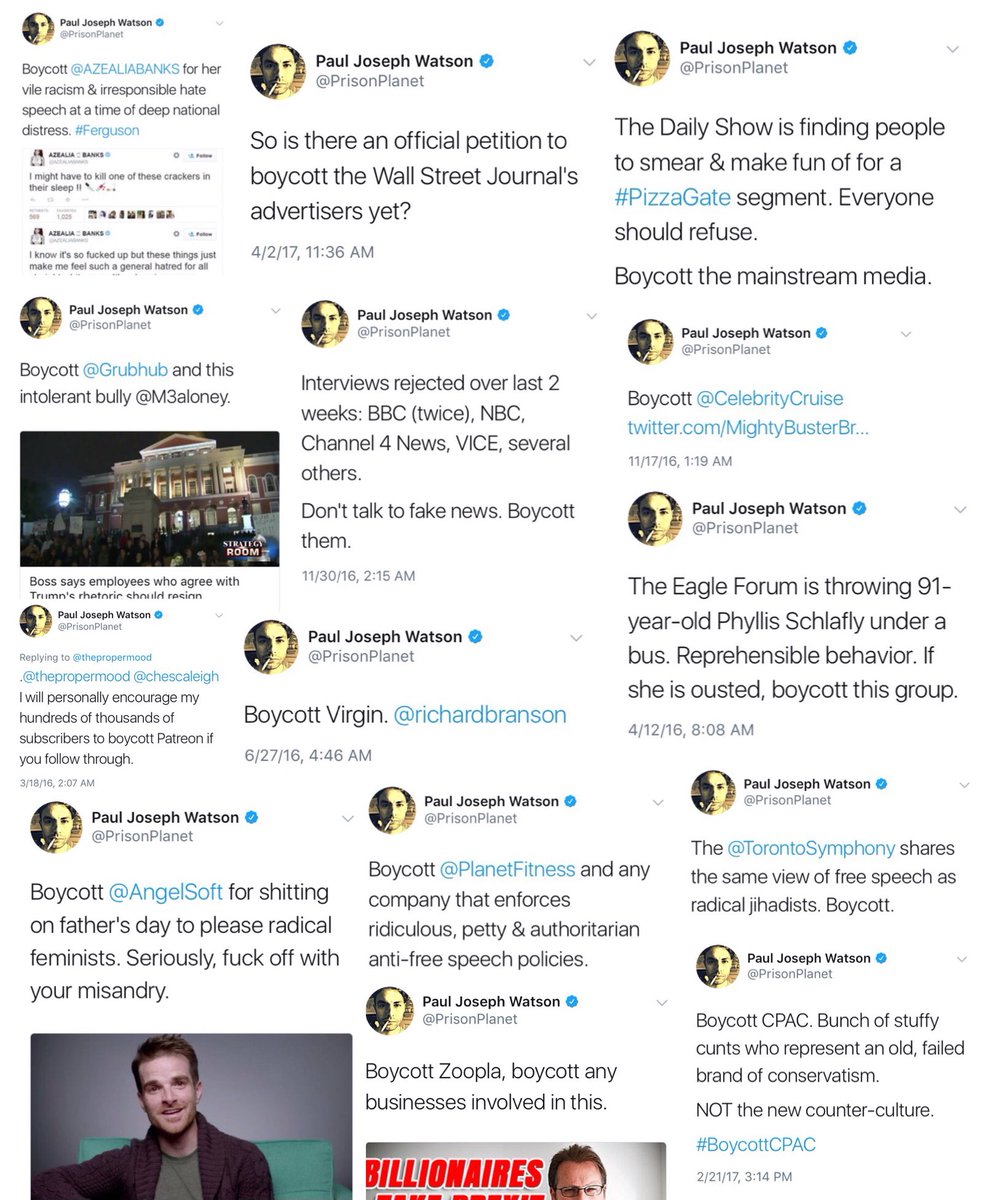 Paul Joseph Watson
@PrisonPlanet
Boycott @AZEALIABANKS for her
vile racism & irresponsible hate
speech at a time of deep national
distress. #Ferguson
AZEALIA BANKS
@AZEALIABANKS
Follow
I might have to kill one of these crackers in
their sleep !!
RETWEETS
569
FAVORITES
1,025
AZEALIA BANKS
@AZEALIABANKS
Follow
I know it's so fucked up but these things just
make me feel such a general hatred for all
Paul Joseph Watson
@PrisonPlanet
So is there an official petition to
boycott the Wall Street Journal's
advertisers yet?
4/2/17, 11:36 AM
Paul Joseph Watson
@PrisonPlanet
The Daily Show is finding people
to smear & make fun of for a
#PizzaGate segment. Everyone
should refuse.
Boycott the mainstream media.
Paul Joseph Watson
@PrisonPlanet
Boycott @Grubhub and this
intolerant bully @M3aloney.
STRATEGY
ROOM
Boss says employees who agree with
Trump's rhetoric should resign
Paul Joseph Watson
@PrisonPlanet
Interviews rejected over last 2
weeks: BBC (twice), NBC,
Channel 4 News, VICE, several
others.
Don't talk to fake news. Boycott
them.
11/30/16, 2:15 AM
Paul Joseph Watson
@PrisonPlanet
Boycott @CelebrityCruise
twitter.com/MightyBusterBr...
11/17/16, 1:19 AM
Paul Joseph Watson
@PrisonPlanet
The Eagle Forum is throwing 91-
year-old Phyllis Schlafly under a
bus. Reprehensible behavior. If
she is ousted, boycott this group.
4/12/16, 8:08 AM
Paul Joseph Watson
@PrisonPlanet
Replying to @thepropermood
.@thepropermood @chescaleigh
I will personally encourage my
hundreds of thousands of
subscribers to boycott Patreon if
you follow through.
3/18/16, 2:07 AM
Paul Joseph Watson
@PrisonPlanet
Boycott Virgin. @richardbranson
6/27/16, 4:46 AM
Paul Joseph Watson
@PrisonPlanet
Boycott @AngelSoft for shitting
on father's day to please radical
feminists. Seriously, fuck off with
your misandry.
Paul Joseph Watson
@PrisonPlanet
Boycott @PlanetFitness and any
company that enforces
ridiculous, petty & authoritarian
anti-free speech policies.
Paul Joseph Watson
@PrisonPlanet
The @TorontoSymphony shares
the same view of free speech as
radical jihadists. Boycott.
Paul Joseph Watson
@PrisonPlanet
Boycott Zoopla, boycott any
businesses involved in this.
BILLIONAIRES
Paul Joseph Watson
@PrisonPlanet
Boycott CPAC. Bunch of stuffy
cunts who represent an old, failed
brand of conservatism.
NOT the new counter-culture.
#BoycottCPAC
2/21/17, 3:14 PM